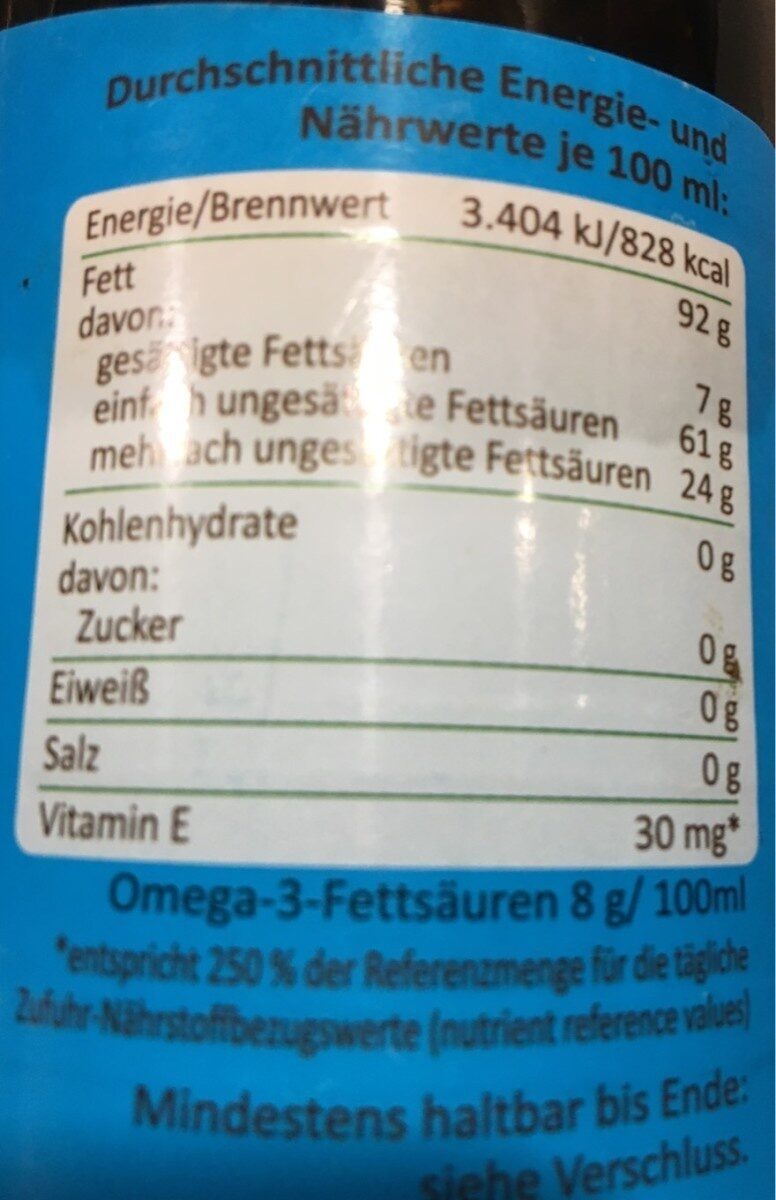 Durchschnittliche Energie- und
Nährwerte je 100 ml:
Energie/Brennwert 3.404 kJ/828 kcal
Fett 92 g
davon:
gesättigte Fettsäuren 7 g
einfach ungesättigte Fettsäuren 61 g
mehrfach ungesättigte Fettsäuren 24 g
Kohlenhydrate 0 g
davon:
Zucker 0 g
Eiweiß 0 g
Salz 0 g
Vitamin E 30 mg*
Omega-3-Fettsäuren 8 g/ 100ml
*entspricht 250 % der Referenzmenge für die tägliche
Zufuhr-Nährstoffbezugswerte (nutrient reference values)
Mindestens haltbar bis Ende:
siehe Verschluss.